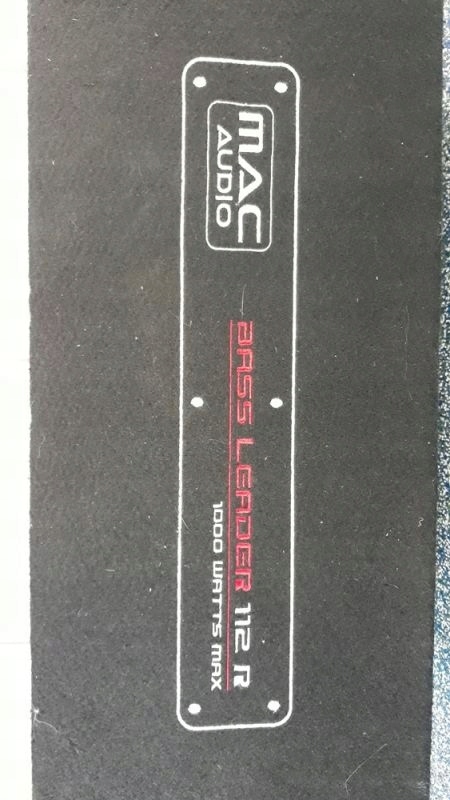 MAC
AUDIO
BASS LEADER 112 R
1000 WATTS MAX